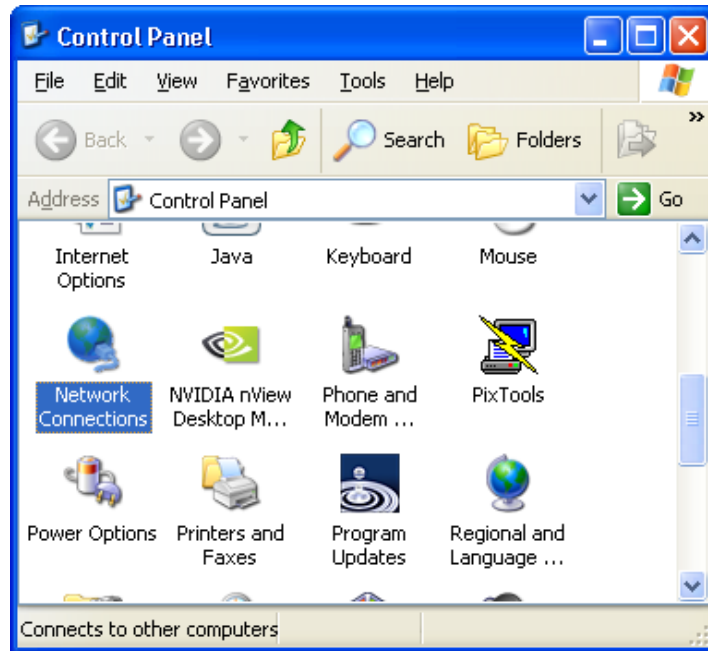 Control Panel
File Edit View Favorites Tools Help
Back Search Folders »
Address Control Panel Go
Internet Options Java Keyboard Mouse
Network Connections NVIDIA nView Desktop M... Phone and Modem ... PixTools
Power Options Printers and Faxes Program Updates Regional and Language ...
Connects to other computers